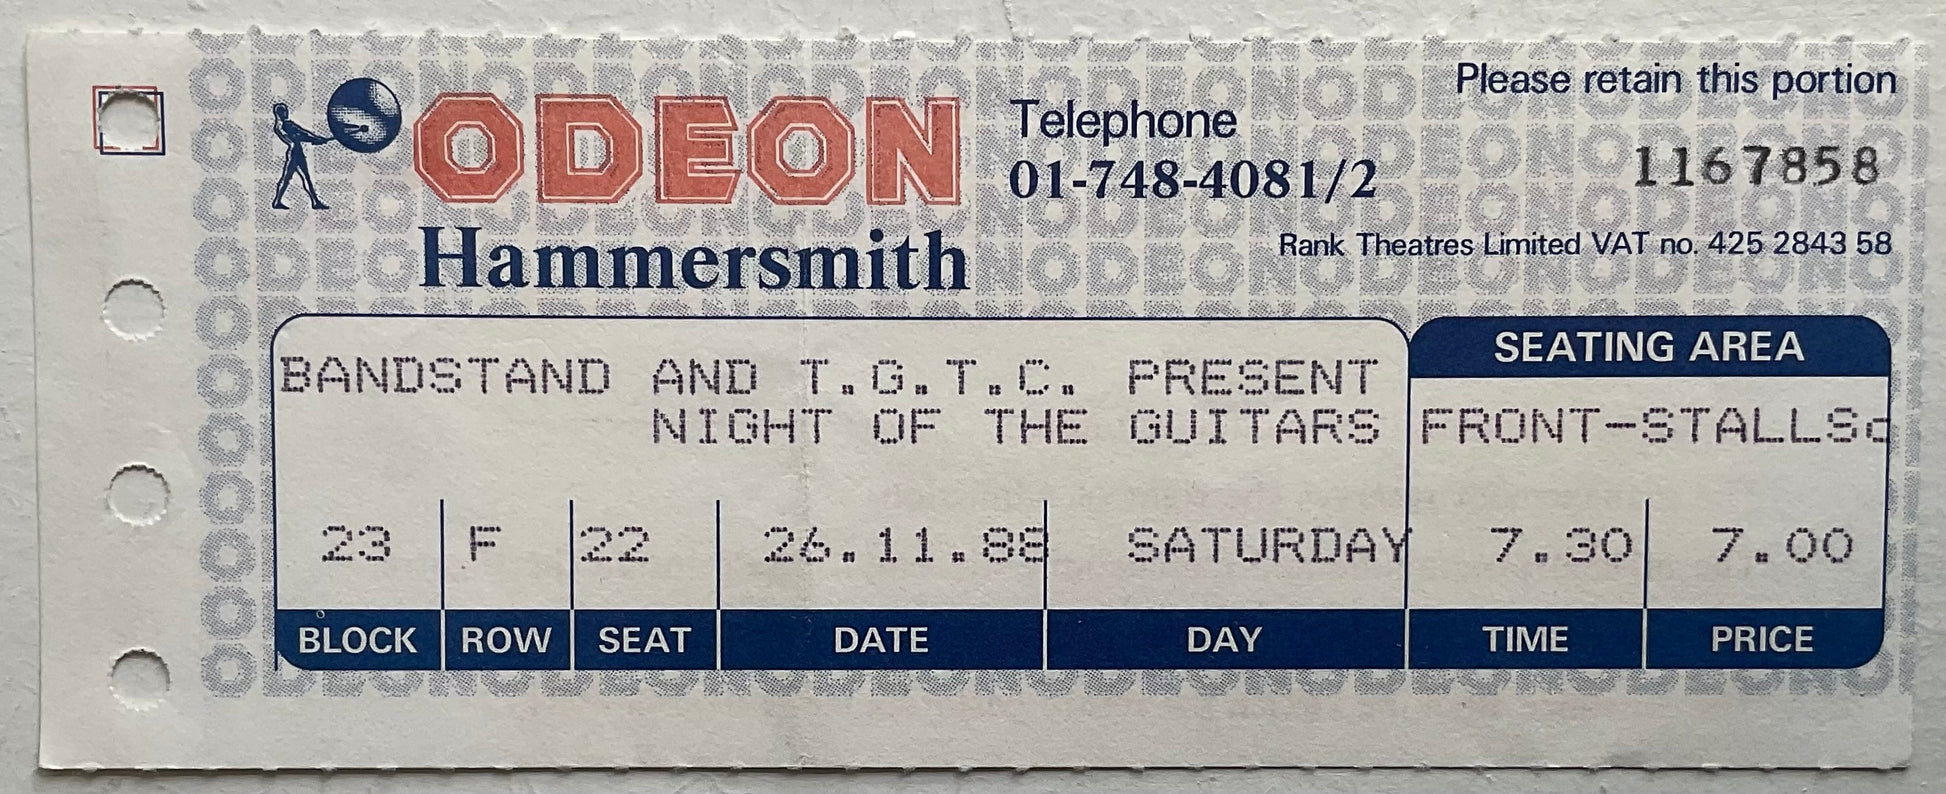 Please retain this portion
ODEON
Hammersmith
Telephone
01-748-4081/2
1167858
Rank Theatres Limited VAT no. 425 2843 58
BANDSTAND AND T.G.T.C. PRESENT
NIGHT OF THE GUITARS
SEATING AREA
FRONT-STALLS
23 F 22 26.11.88 SATURDAY 7.30 7.00
BLOCK ROW SEAT DATE DAY TIME PRICE